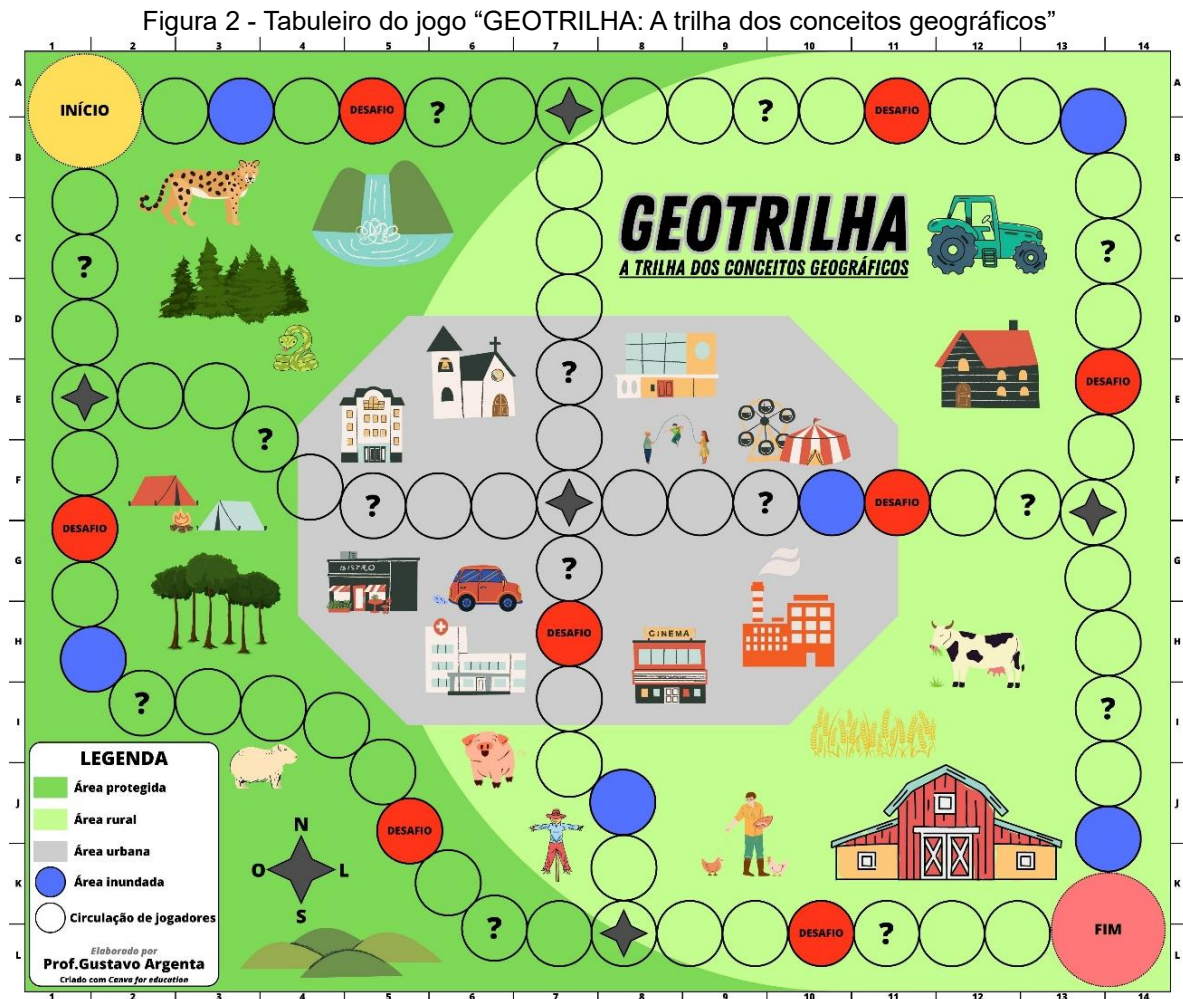 Figura 2 - Tabuleiro do jogo “GEOTRILHA: A trilha dos conceitos geográficos”
1 2 3 4 5 6 7 8 9 10 11 12 13 14
A A
INÍCIO DESAFIO ? ? DESAFIO
B B
GEOTRILHA
A TRILHA DOS CONCEITOS GEOGRÁFICOS
C C
? ?
D D
? DESAFIO
E E
?
F F
? ? DESAFIO ?
DESAFIO
G G
BISTRO ?
H H
DESAFIO CINEMA
? ?
I I
LEGENDA
Área protegida
Área rural
Área urbana
Área inundada
Circulação de jogadores
Elaborado por
Prof.Gustavo Argenta
Criado com Canva for education
J J
DESAFIO
N
O L
S
K K
? DESAFIO ? FIM
L L
1 2 3 4 5 6 7 8 9 10 11 12 13 14